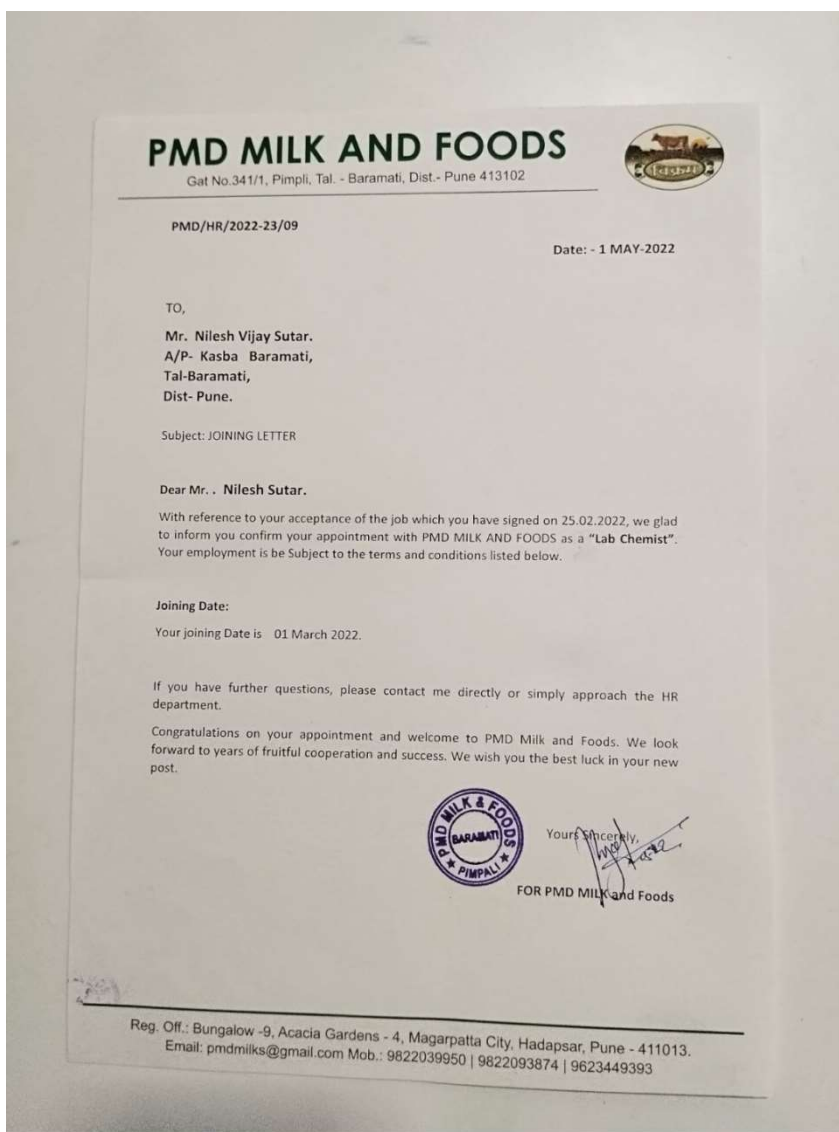 PMD MILK AND FOODS
Gat No.341/1, Pimpli, Tal. - Baramati, Dist.- Pune 413102
PMD/HR/2022-23/09
Date: - 1 MAY-2022
TO,
Mr. Nilesh Vijay Sutar.
A/P- Kasba Baramati,
Tal-Baramati,
Dist- Pune.
Subject: JOINING LETTER
Dear Mr. . Nilesh Sutar.
With reference to your acceptance of the job which you have signed on 25.02.2022, we glad
to inform you confirm your appointment with PMD MILK AND FOODS as a "Lab Chemist".
Your employment is be Subject to the terms and conditions listed below.
Joining Date:
Your joining Date is 01 March 2022.
If you have further questions, please contact me directly or simply approach the HR
department.
Congratulations on your appointment and welcome to PMD Milk and Foods. We look
forward to years of fruitful cooperation and success. We wish you the best luck in your new
post.
PMD MILK & FOODS
BARAMATI
PIMPALI
Yours Sincerely,
FOR PMD MILK and Foods
Reg. Off.: Bungalow -9, Acacia Gardens - 4, Magarpatta City, Hadapsar, Pune - 411013.
Email: pmdmilks@gmail.com Mob.: 9822039950 | 9822093874 | 9623449393